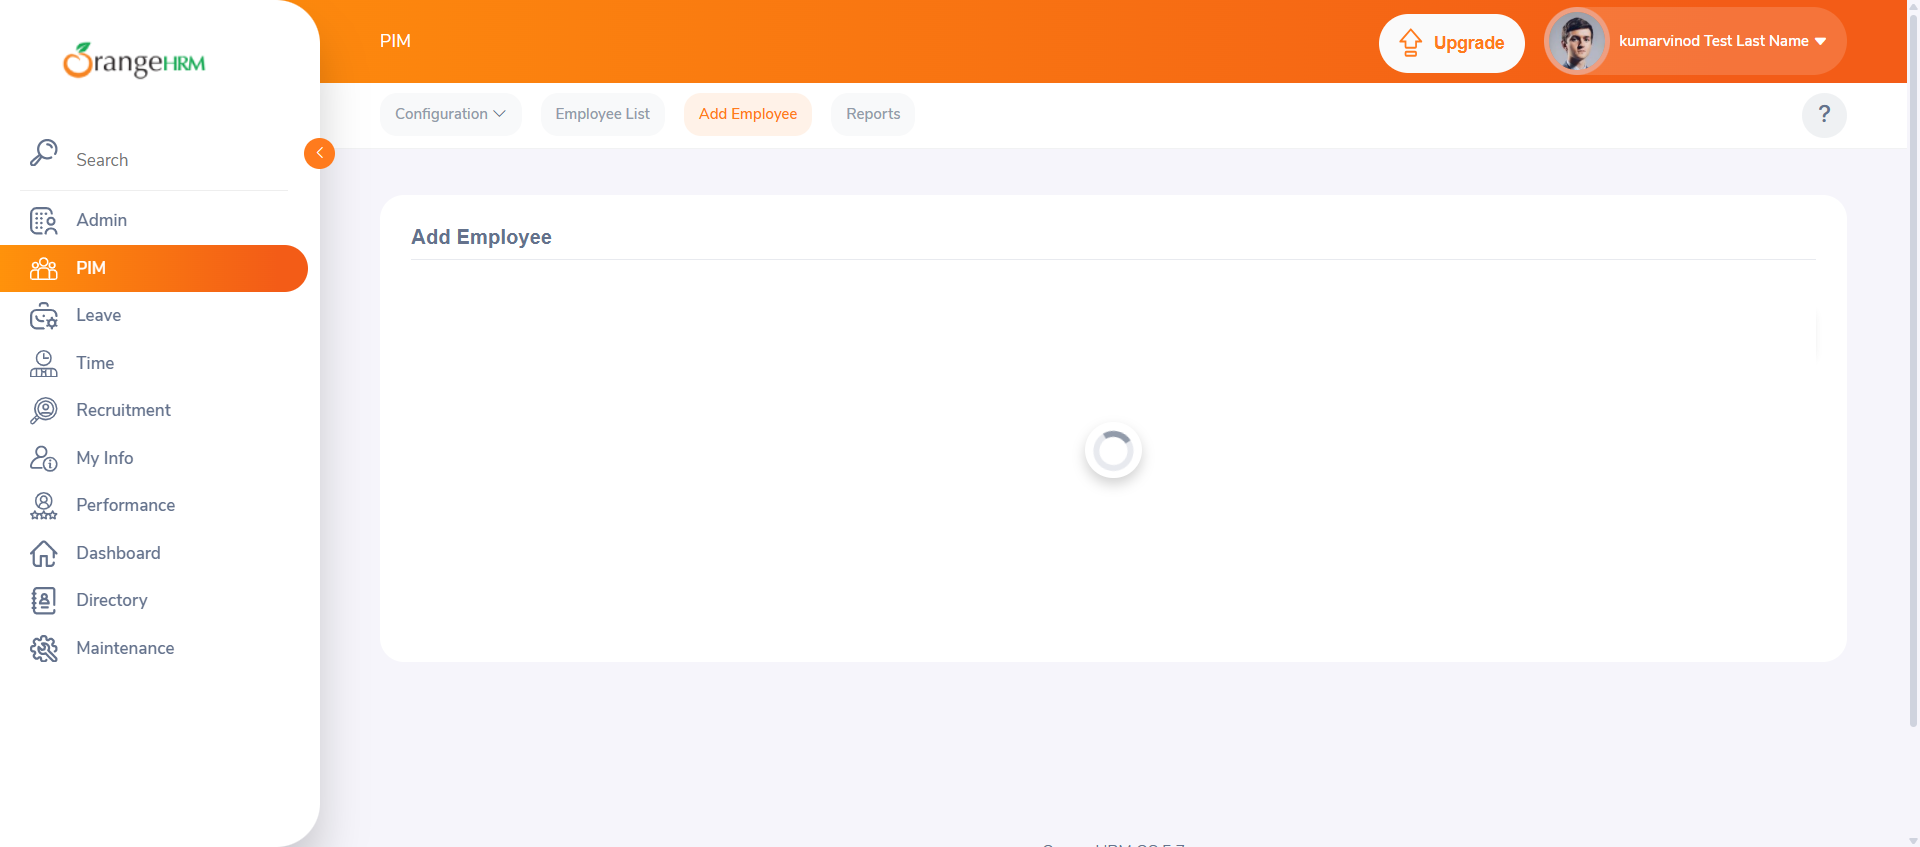 OrangeHRM
PIM
Upgrade
kumarvinod Test Last Name
Configuration
Employee List
Add Employee
Reports
?
Search
Admin
PIM
Leave
Time
Recruitment
My Info
Performance
Dashboard
Directory
Maintenance
Add Employee